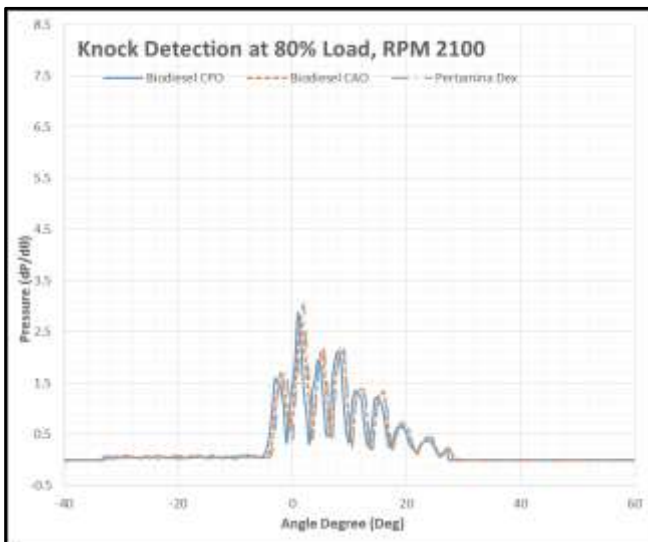 8.5
Knock Detection at 80% Load, RPM 2100
7.5
Biodiesel CPO Biodiesel CAO Pertamina Dex
6.5
5.5
4.5
3.5
2.5
1.5
0.5
-0.5
Pressure (dP/dθ)
-40 -20 0 20 40 60
Angle Degree (Deg)